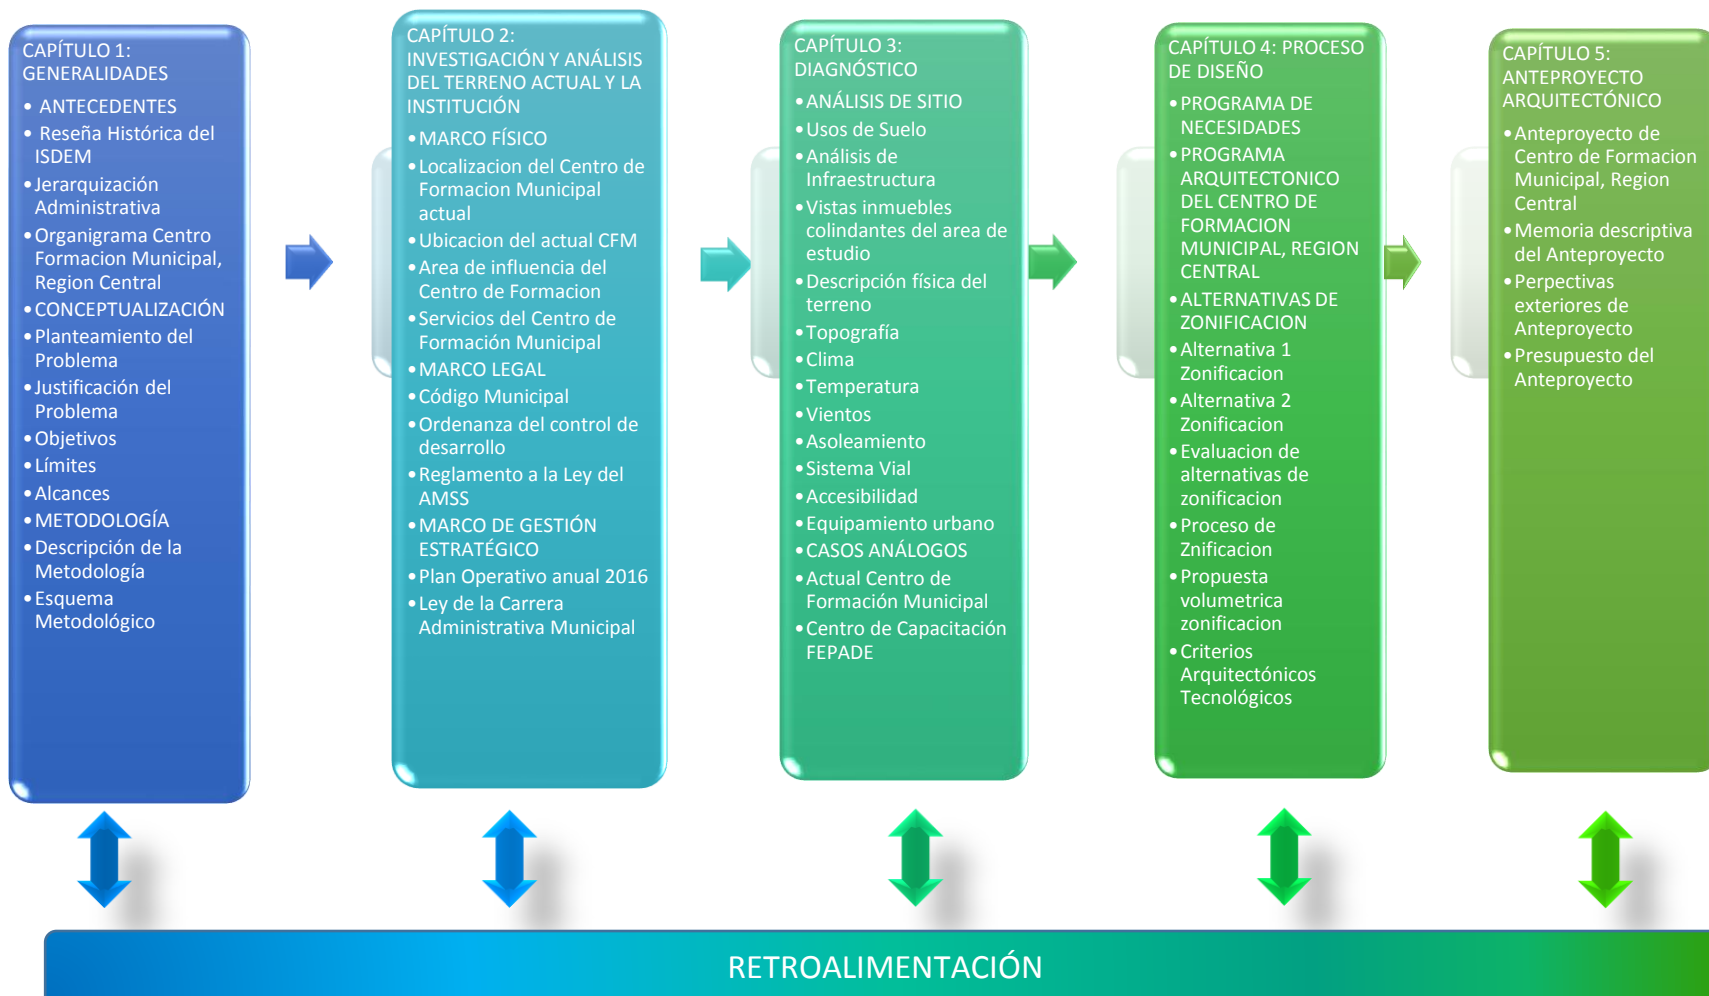 CAPÍTULO 1:
GENERALIDADES
• ANTECEDENTES
• Reseña Histórica del
ISDEM
• Jerarquización
Administrativa
• Organigrama Centro
Formacion Municipal,
Region Central
• CONCEPTUALIZACIÓN
• Planteamiento del
Problema
• Justificación del
Problema
• Objetivos
• Límites
• Alcances
• METODOLOGÍA
• Descripción de la
Metodología
• Esquema
Metodológico
CAPÍTULO 2:
INVESTIGACIÓN Y ANÁLISIS
DEL TERRENO ACTUAL Y LA
INSTITUCIÓN
• MARCO FÍSICO
• Localizacion del Centro de
Formacion Municipal
actual
• Ubicacion del actual CFM
• Area de influencia del
Centro de Formacion
• Servicios del Centro de
Formación Municipal
• MARCO LEGAL
• Código Municipal
• Ordenanza del control de
desarrollo
• Reglamento a la Ley del
AMSS
• MARCO DE GESTIÓN
ESTRATÉGICO
• Plan Operativo anual 2016
• Ley de la Carrera
Administrativa Municipal
CAPÍTULO 3:
DIAGNÓSTICO
• ANÁLISIS DE SITIO
• Usos de Suelo
• Análisis de
Infraestructura
• Vistas inmuebles
colindantes del area de
estudio
• Descripción física del
terreno
• Topografía
• Clima
• Temperatura
• Vientos
• Asoleamiento
• Sistema Vial
• Accesibilidad
• Equipamiento urbano
• CASOS ANÁLOGOS
• Actual Centro de
Formación Municipal
• Centro de Capacitación
FEPADE
CAPÍTULO 4: PROCESO
DE DISEÑO
• PROGRAMA DE
NECESIDADES
• PROGRAMA
ARQUITECTONICO
DEL CENTRO DE
FORMACION
MUNICIPAL, REGION
CENTRAL
• ALTERNATIVAS DE
ZONIFICACION
• Alternativa 1
Zonificacion
• Alternativa 2
Zonificacion
• Evaluacion de
alternativas de
zonificacion
• Proceso de
Znificacion
• Propuesta
volumetrica
zonificacion
• Criterios
Arquitectónicos
Tecnológicos
CAPÍTULO 5:
ANTEPROYECTO
ARQUITECTÓNICO
• Anteproyecto de
Centro de Formacion
Municipal, Region
Central
• Memoria descriptiva
del Anteproyecto
• Perpectivas
exteriores de
Anteproyecto
• Presupuesto del
Anteproyecto
RETROALIMENTACIÓN